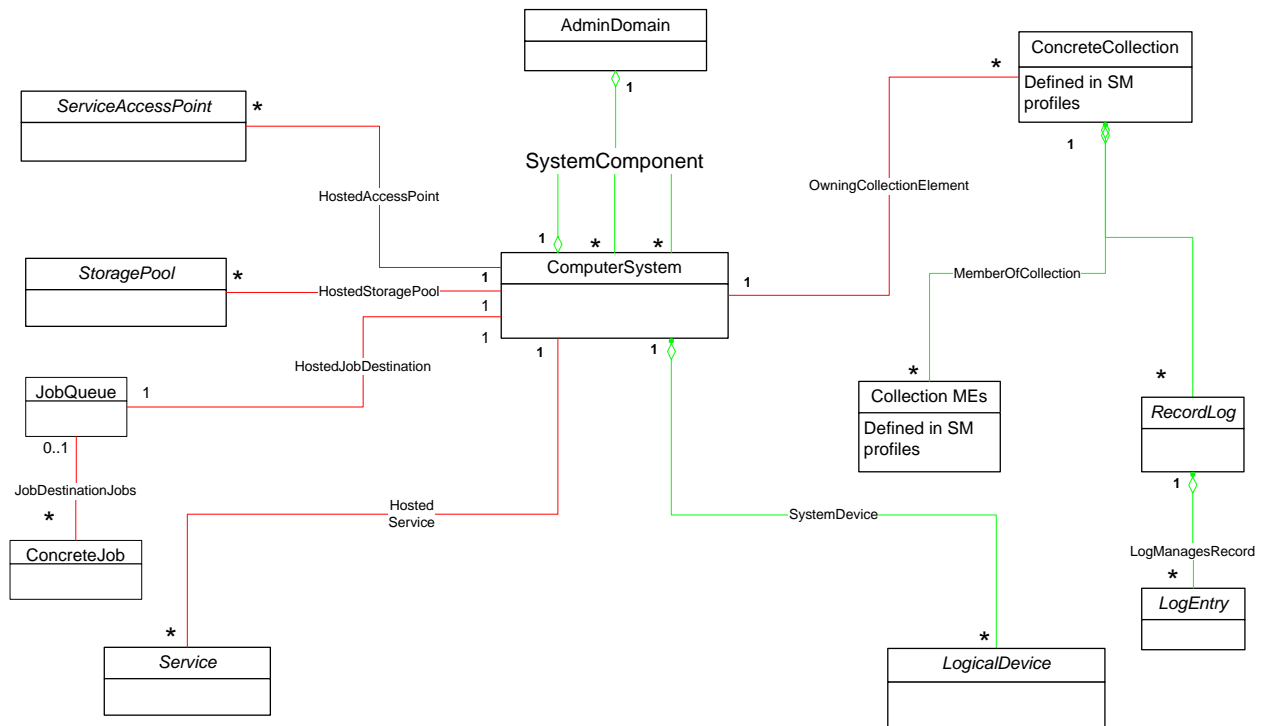 AdminDomain
1
ConcreteCollection
Defined in SM
profiles
*
1
ServiceAccessPoint
*
SystemComponent
HostedAccessPoint
OwningCollectionElement
1
*
*
ComputerSystem
1
1
StoragePool
*
HostedStoragePool
1
1
1
1
HostedJobDestination
MemberOfCollection
*
*
JobQueue
1
0..1
Collection MEs
Defined in SM
profiles
RecordLog
1
JobDestinationJobs
*
Hosted
Service
SystemDevice
LogManagesRecord
*
ConcreteJob
LogEntry
*
Service
*
LogicalDevice